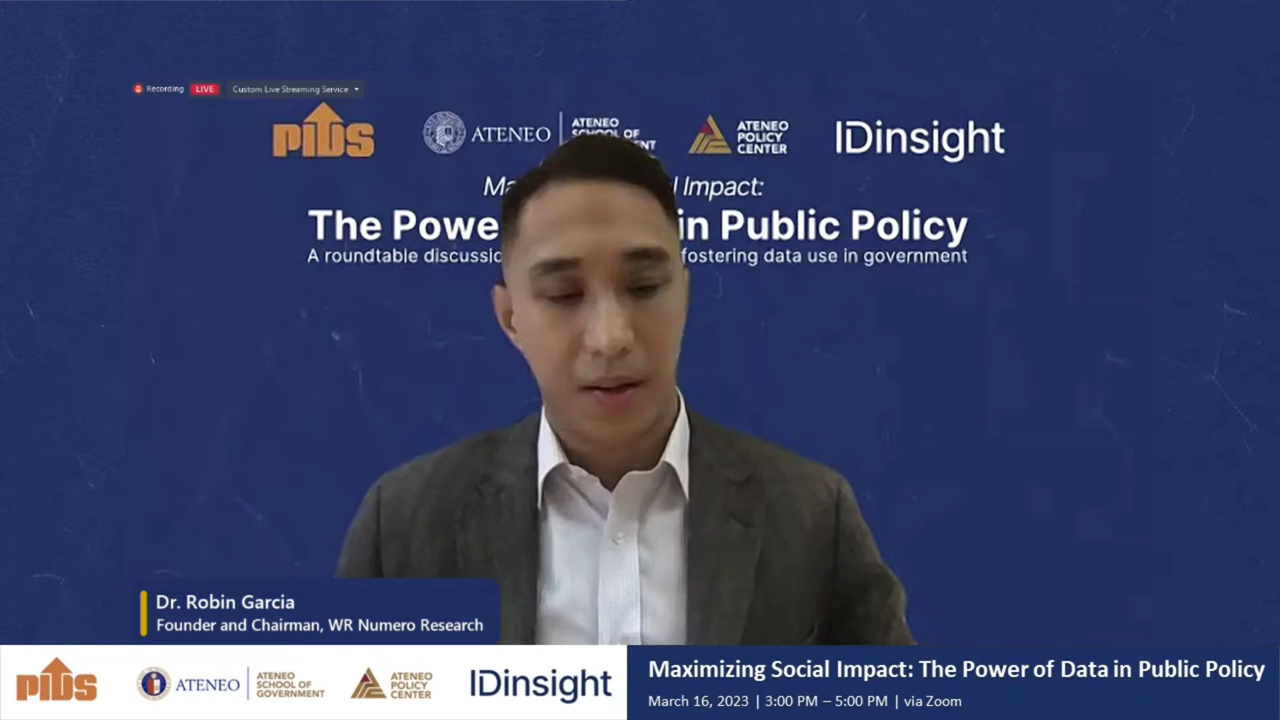 Recording LIVE Custom Live Streaming Service
PIDS ATENEO ATENEO SCHOOL OF ATENEO POLICY CENTER IDinsight
l Impact:
The Powe in Public Policy
A roundtable discussi fostering data use in government
Dr. Robin Garcia
Founder and Chairman, WR Numero Research
PIDS ATENEO ATENEO SCHOOL OF GOVERNMENT ATENEO POLICY CENTER IDinsight
Maximizing Social Impact: The Power of Data in Public Policy
March 16, 2023 | 3:00 PM – 5:00 PM | via Zoom